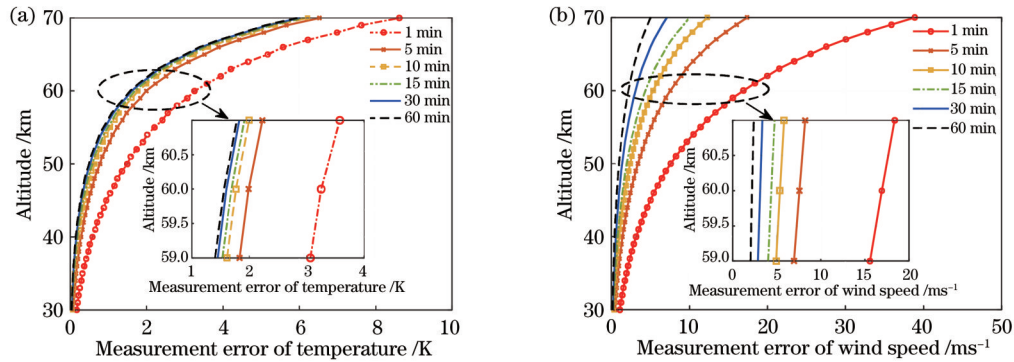 (a)
70
60
50
40
30
Altitude /km
0 2 4 6 8 10
Measurement error of temperature /K
1 min
5 min
10 min
15 min
30 min
60 min
60.5
60.0
59.5
59.0
Altitude /km
1 2 3 4
Measurement error of temperature /K
(b)
70
60
50
40
30
Altitude /km
0 10 20 30 40 50
Measurement error of wind speed /ms⁻¹
1 min
5 min
10 min
15 min
30 min
60 min
60.5
60.0
59.5
59.0
Altitude /km
0 5 10 15 20
Measurement error of wind speed /ms⁻¹